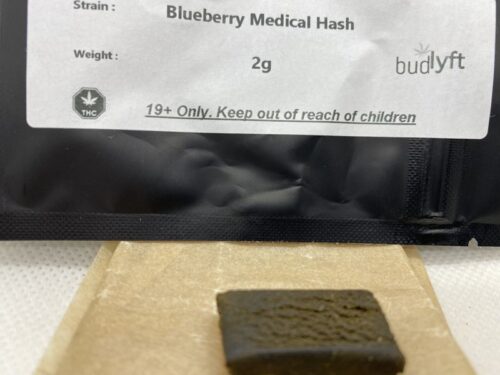 Strain : Blueberry Medical Hash
Weight : 2g
budlyft
THC
19+ Only. Keep out of reach of children